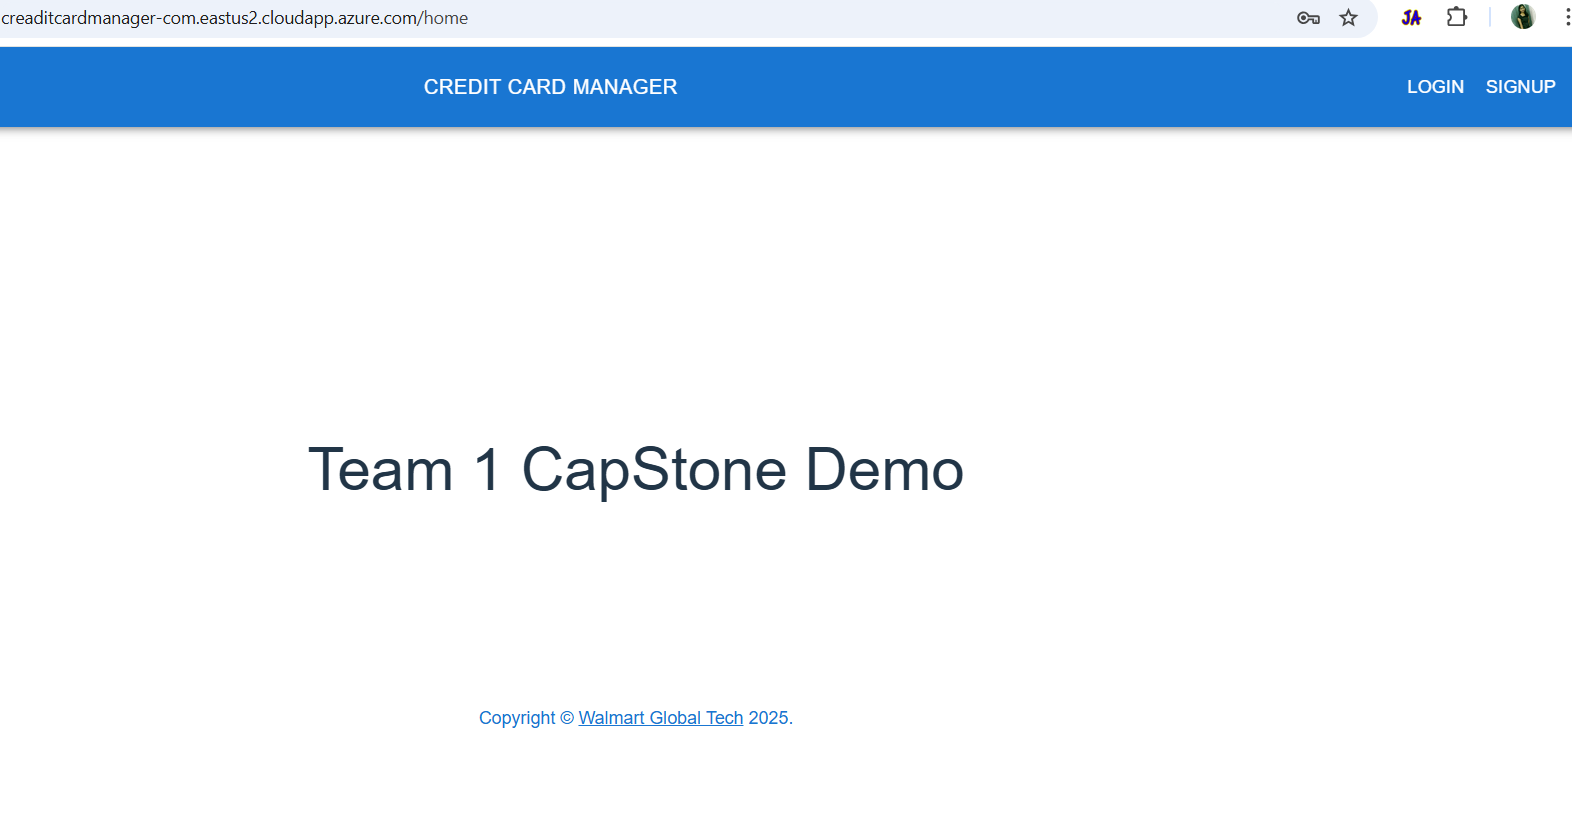 creaditcardmanager-com.eastus2.cloudapp.azure.com/home
JA
CREDIT CARD MANAGER
LOGIN SIGNUP
Team 1 CapStone Demo
Copyright © Walmart Global Tech 2025.